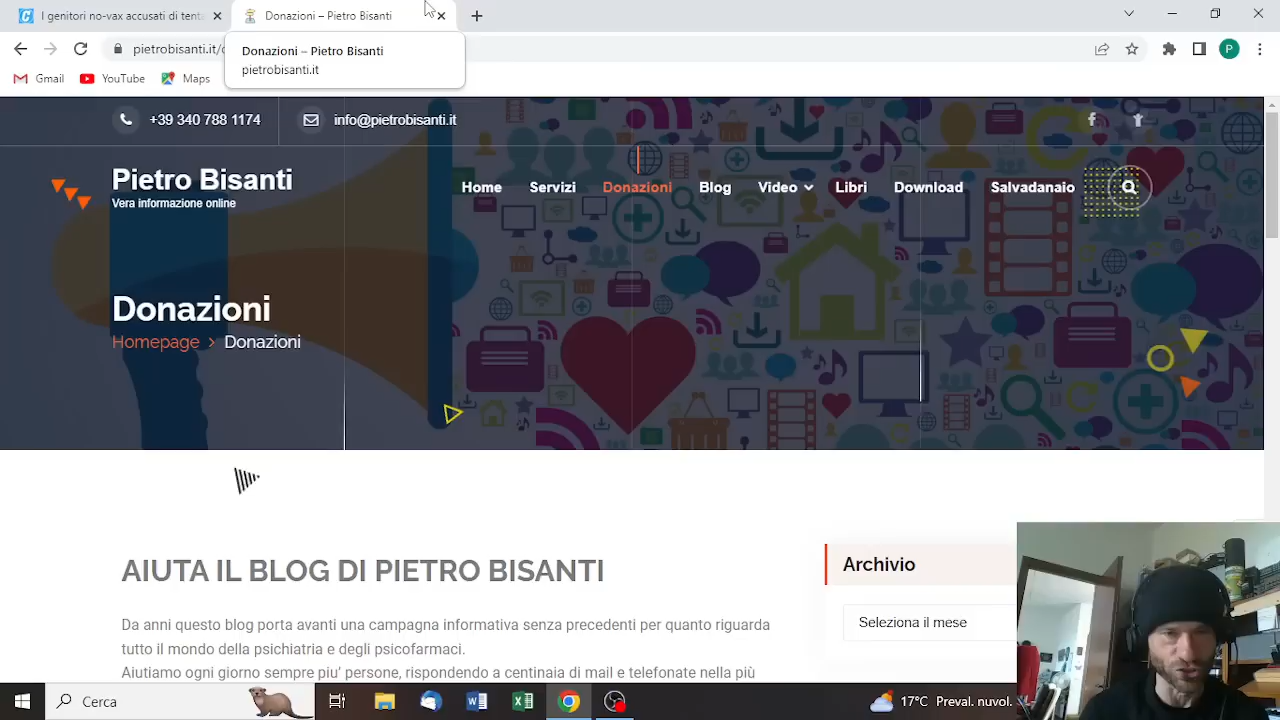 I genitori no-vax accusati di tenta
Donazioni – Pietro Bisanti
pietrobisanti.it/
Donazioni – Pietro Bisanti
pietrobisanti.it
P
Gmail
YouTube
Maps
+39 340 788 1174
info@pietrobisanti.it
Pietro Bisanti
Vera informazione online
Home
Servizi
Donazioni
Blog
Video
Libri
Download
Salvadanaio
Donazioni
Homepage > Donazioni
AIUTA IL BLOG DI PIETRO BISANTI
Da anni questo blog porta avanti una campagna informativa senza precedenti per quanto riguarda
tutto il mondo della psichiatria e degli psicofarmaci.
Aiutiamo ogni giorno sempre piu' persone, rispondendo a centinaia di mail e telefonate nella più
Archivio
Seleziona il mese
Cerca
17°C Preval. nuvol.